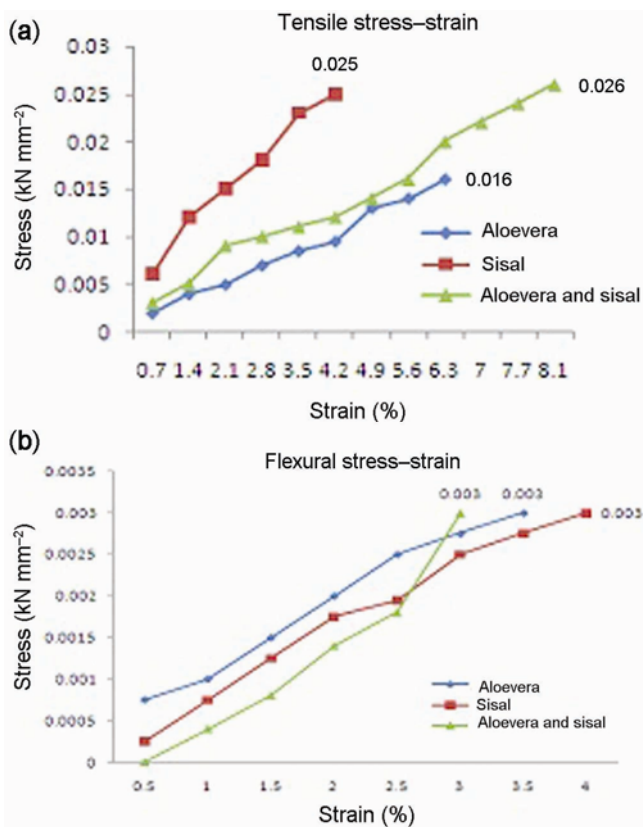 (a)
Tensile stress–strain
0.03
0.025
0.02
0.015
0.01
0.005
0
Stress (kN mm⁻²)
0.025
0.026
0.016
Aloevera
Sisal
Aloevera and sisal
0.7 1.4 2.1 2.8 3.5 4.2 4.9 5.6 6.3 7 7.7 8.1
Strain (%)
(b)
Flexural stress–strain
0.0035
0.003
0.0025
0.002
0.0015
0.001
0.0005
0
Stress (kN mm⁻²)
0.003 0.003
0.003
Aloevera
Sisal
Aloevera and sisal
0.5 1 1.5 2 2.5 3 3.5 4
Strain (%)